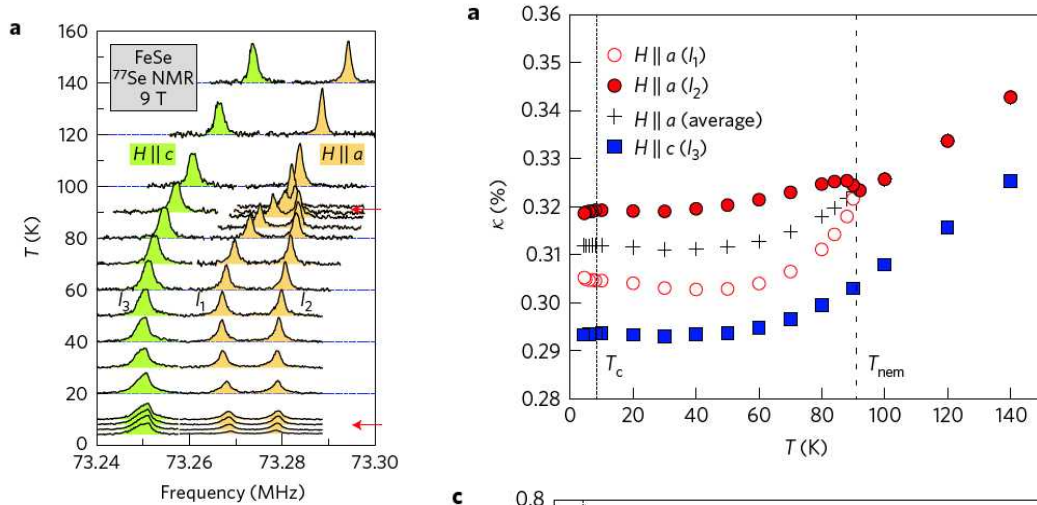 a
160
140
120
100
80
60
40
20
0
T (K)
FeSe
⁷⁷Se NMR
9 T
H || c
H || a
l₃
l₁
l₂
73.24
73.26
73.28
73.30
Frequency (MHz)
a
0.36
0.35
0.34
0.33
0.32
0.31
0.30
0.29
0.28
κ (%)
H || a (l₁)
H || a (l₂)
H || a (average)
H || c (l₃)
T_c
T_nem
0
20
40
60
80
100
120
140
T (K)
c
0.8